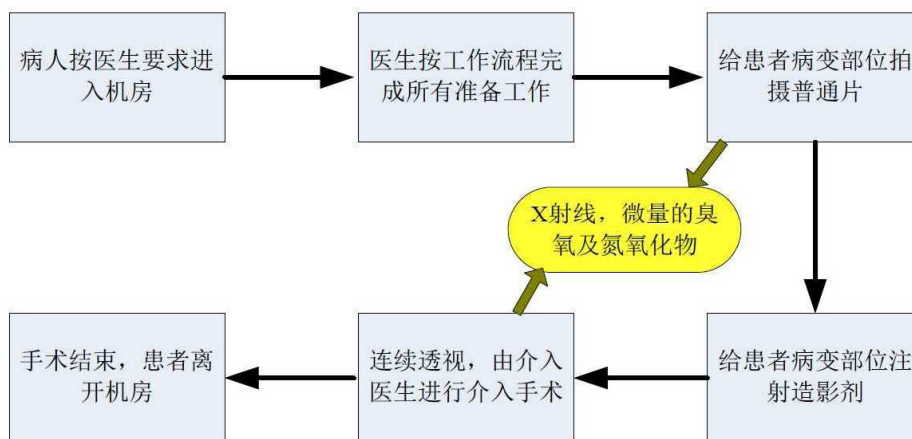 病人按医生要求进
入机房
医生按工作流程完
成所有准备工作
给患者病变部位拍
摄普通片
X射线，微量的臭
氧及氮氧化物
手术结束，患者离
开机房
连续透视，由介入
医生进行介入手术
给患者病变部位注
射造影剂